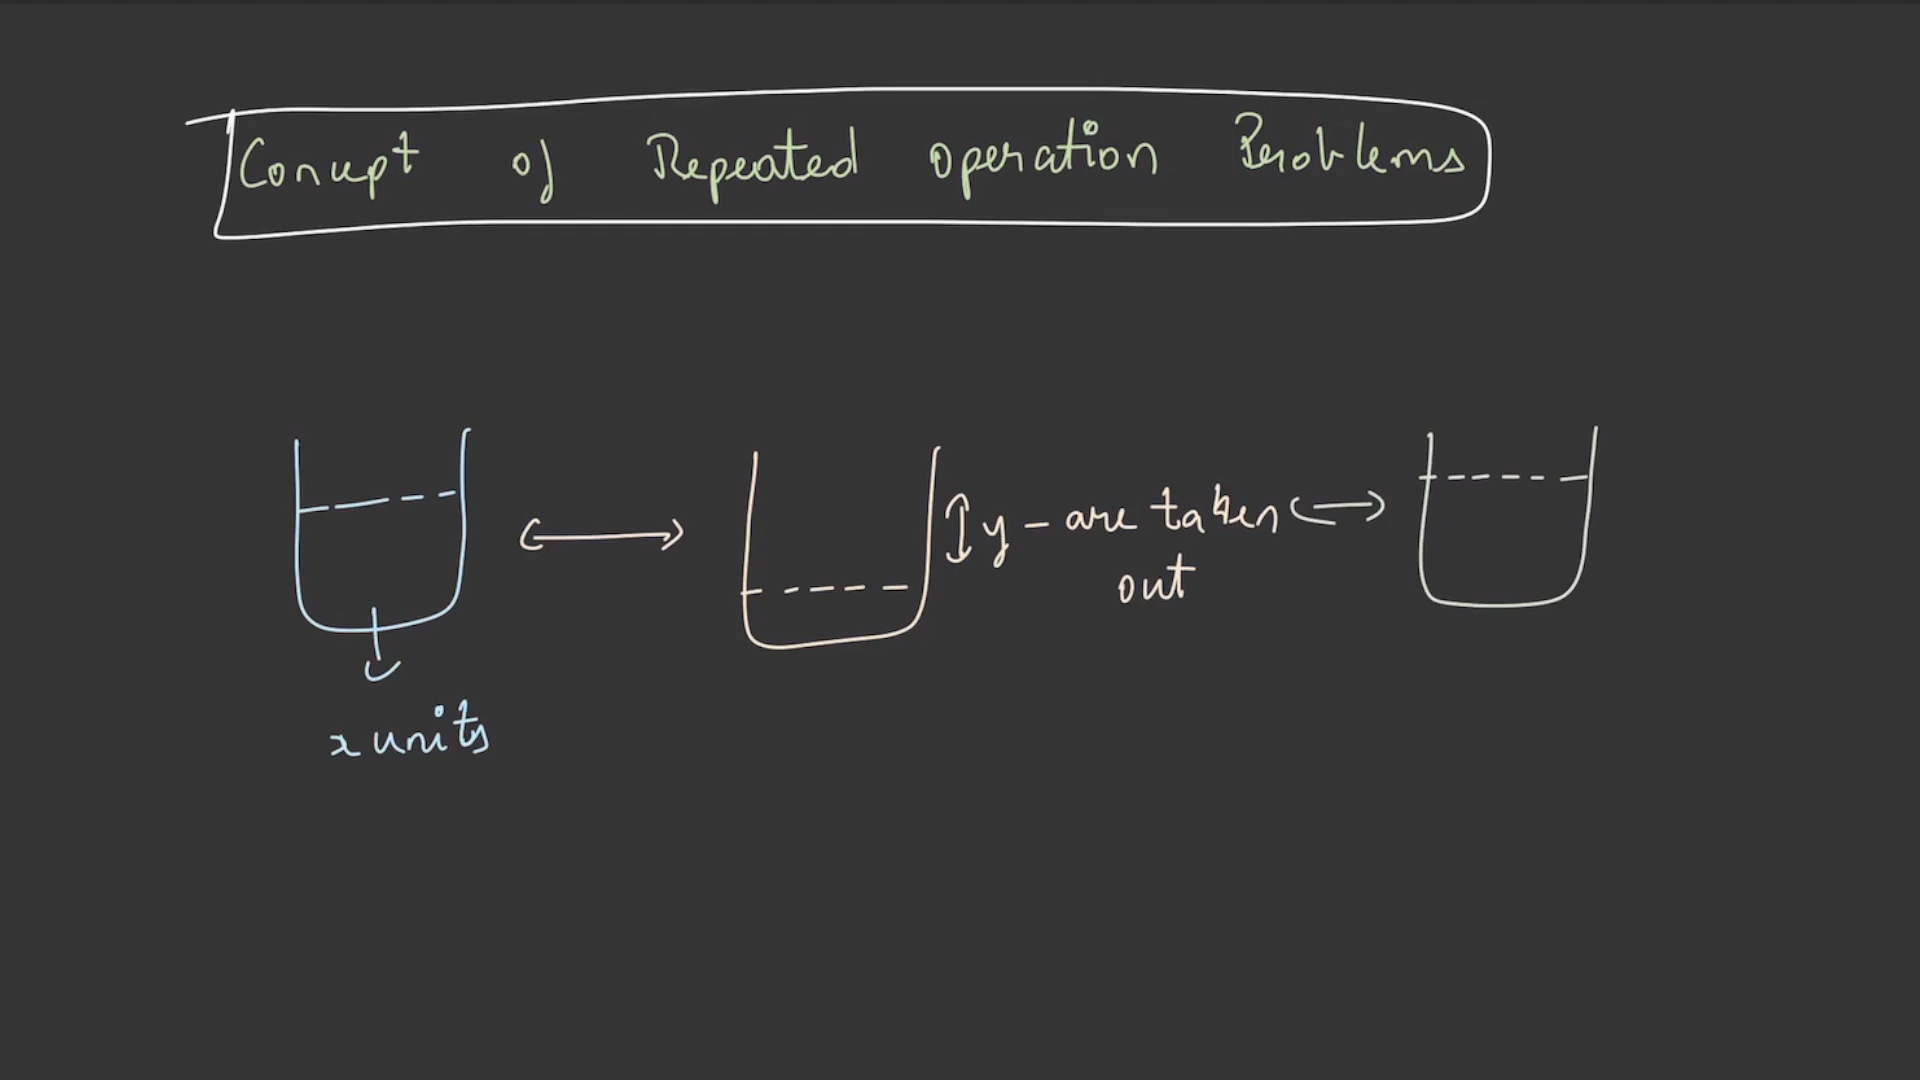 Concept of Repeated operation Problems
y - are taken
out
x units